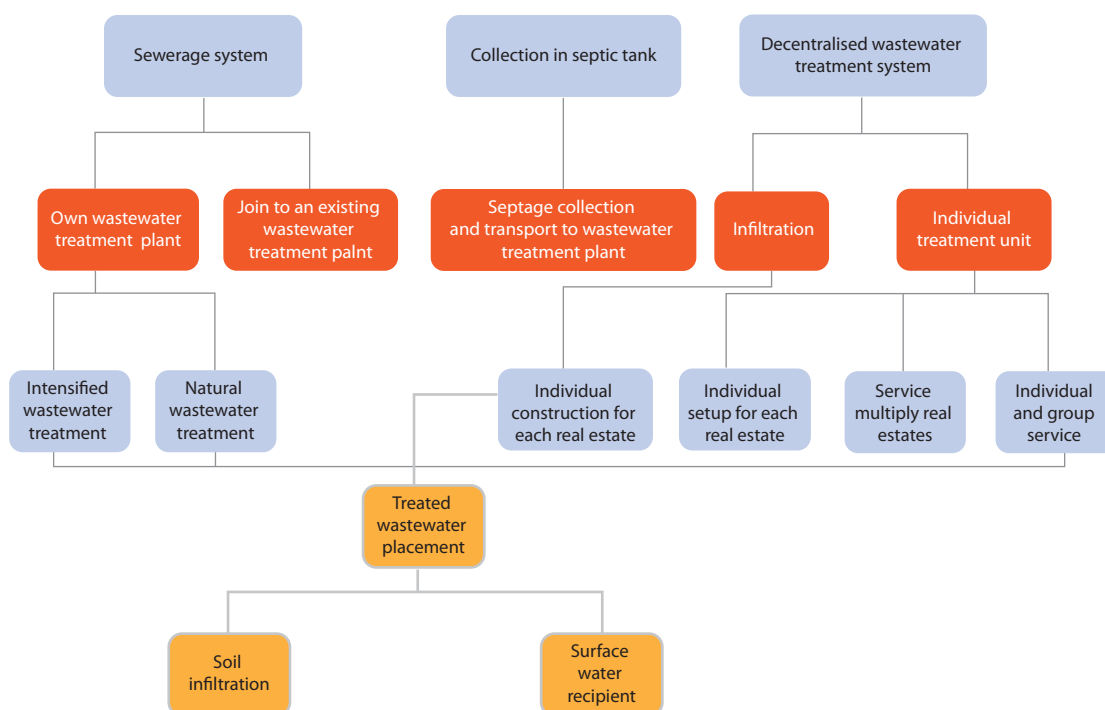 Sewerage system
Collection in septic tank
Decentralised wastewater
treatment system
Own wastewater
treatment plant
Join to an existing
wastewater
treatment palnt
Septage collection
and transport to wastewater
treatment plant
Infiltration
Individual
treatment unit
Intensified
wastewater
treatment
Natural
wastewater
treatment
Individual
construction for
each real estate
Individual
setup for each
real estate
Service
multiply real
estates
Individual
and group
service
Treated
wastewater
placement
Soil
infiltration
Surface
water
recipient